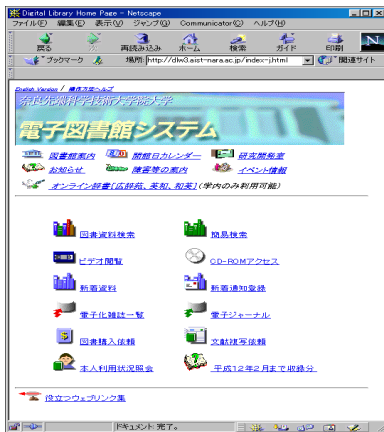 Digital Library Home Page - Netscape
ファイル(F) 編集(E) 表示(V) ジャンプ(G) Communicator(C) ヘルプ(H)
戻る 再読み込み ホーム 検索 ガイド 印刷 N
ブックマーク 場所: http://dlw3.aist-nara.ac.jp/index-j.html 関連サイト
English Version / 操作方法ヘルプ
奈良先端科学技術大学院大学
電子図書館システム
図書館案内 開館日カレンダー 研究開発室
お知らせ 障害等の案内 イベント情報
オンライン辞書[広辞苑、英和、和英](学内のみ利用可能)
図書資料検索 簡易検索
ビデオ閲覧 CD-ROMアクセス
新着資料 新着通知登録
電子化雑誌一覧 電子ジャーナル
図書購入依頼 文献複写依頼
本人利用状況照会 平成12年2月まで収録分
役立つウェブリンク集
ドキュメント: 完了。